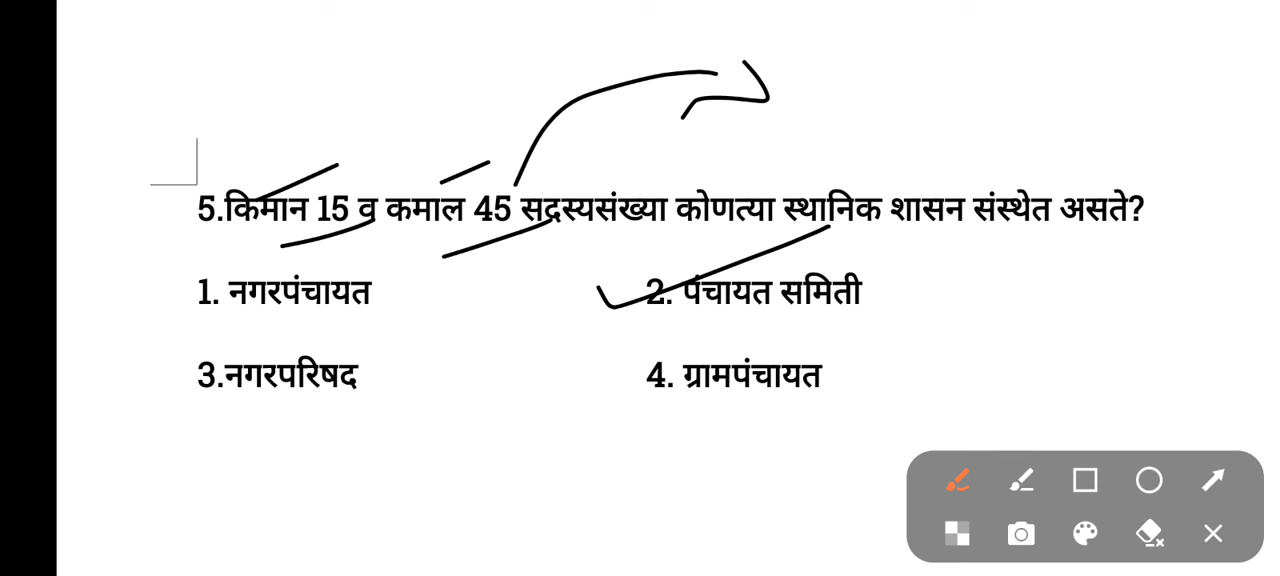 5.किमान 15 व कमाल 45 सदस्यसंख्या कोणत्या स्थानिक शासन संस्थेत असते?
1. नगरपंचायत 2. पंचायत समिती
3.नगरपरिषद 4. ग्रामपंचायत